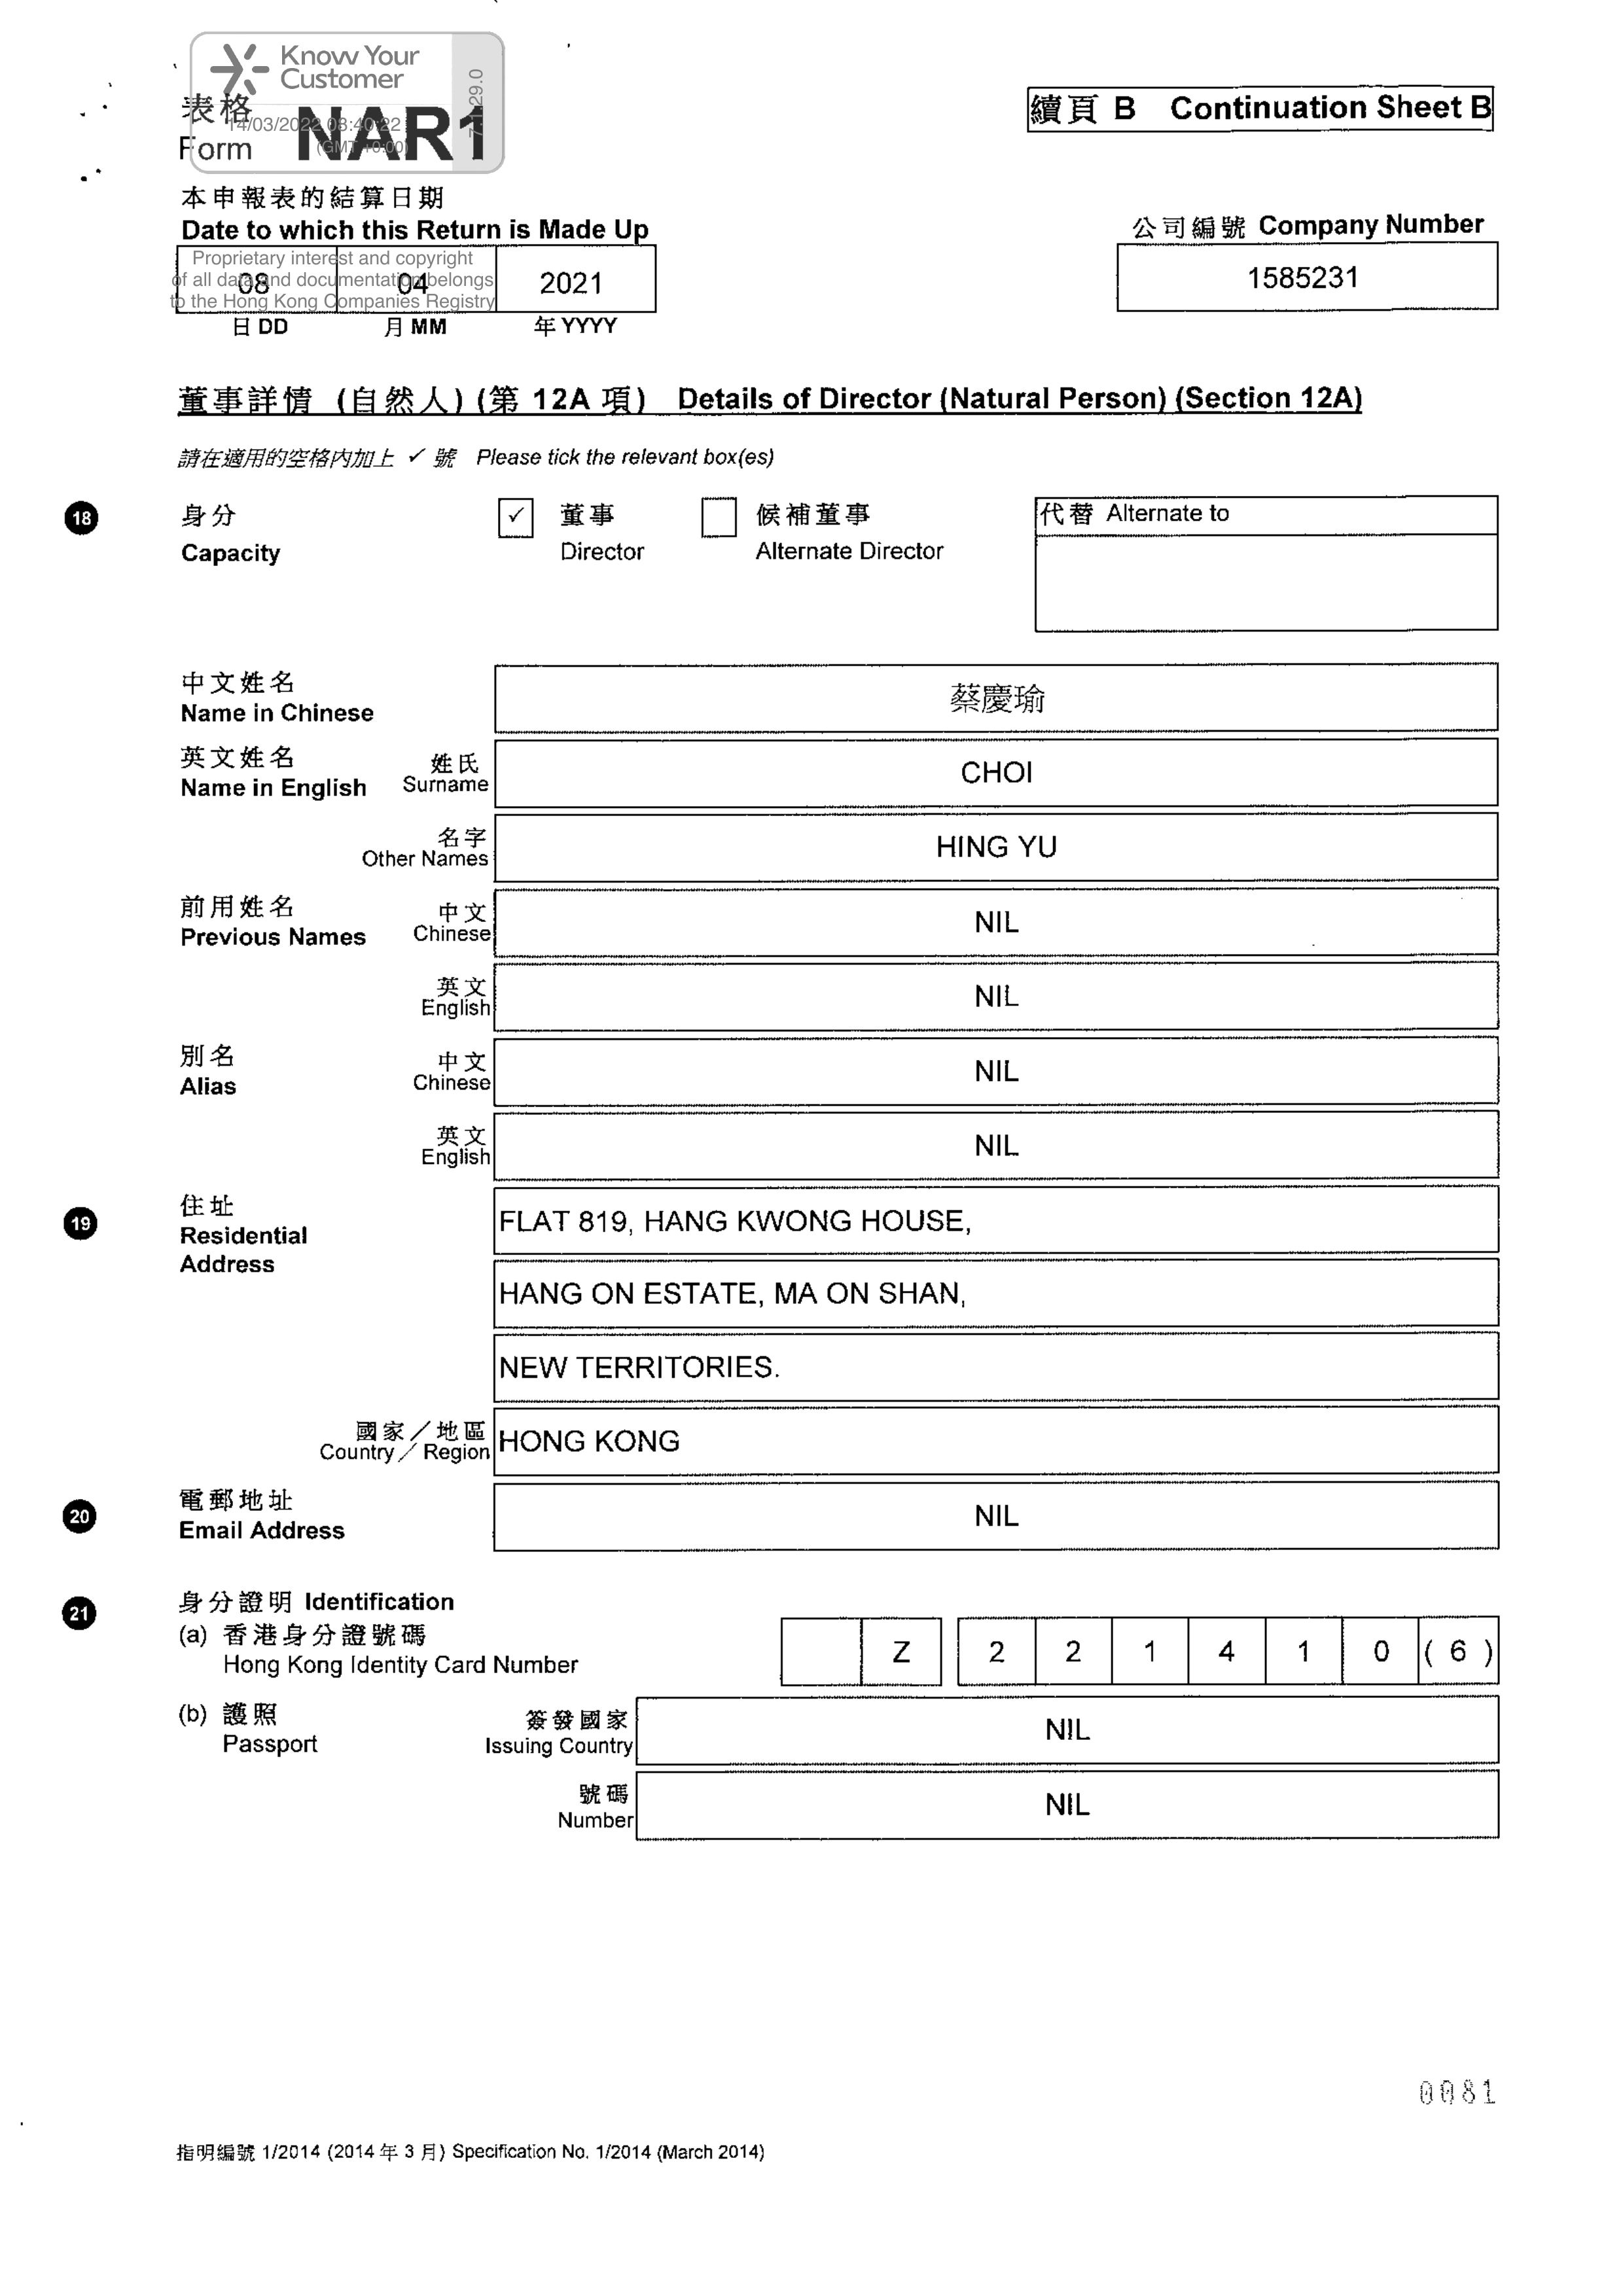 Know Your
Customer
14/03/2022 08:40:22
(GMT +0:00)
表格
Form NAR1
續頁 B Continuation Sheet B
本申報表的結算日期
Date to which this Return is Made Up
公司編號 Company Number
Proprietary interest and copyright
of all data and documentation belongs
to the Hong Kong Companies Registry
08 04 2021
日 DD 月 MM 年 YYYY
1585231
董事詳情 (自然人) (第 12A 項) Details of Director (Natural Person) (Section 12A)
請在適用的空格內加上 ✓ 號 Please tick the relevant box(es)
18 身分 ✓ 董事 候補董事 代替 Alternate to
Capacity Director Alternate Director
中文姓名
Name in Chinese 蔡慶瑜
英文姓名 姓氏
Name in English Surname CHOI
名字
Other Names HING YU
前用姓名 中文
Previous Names Chinese NIL
英文
English NIL
別名 中文
Alias Chinese NIL
英文
English NIL
19 住址
Residential
Address
FLAT 819, HANG KWONG HOUSE,
HANG ON ESTATE, MA ON SHAN,
NEW TERRITORIES.
國家／地區
Country／Region HONG KONG
20 電郵地址
Email Address NIL
21 身分證明 Identification
(a) 香港身分證號碼
Hong Kong Identity Card Number Z 2 2 1 4 1 0 ( 6 )
(b) 護照 簽發國家
Passport Issuing Country NIL
號碼
Number NIL
0081
指明編號 1/2014 (2014 年 3 月) Specification No. 1/2014 (March 2014)